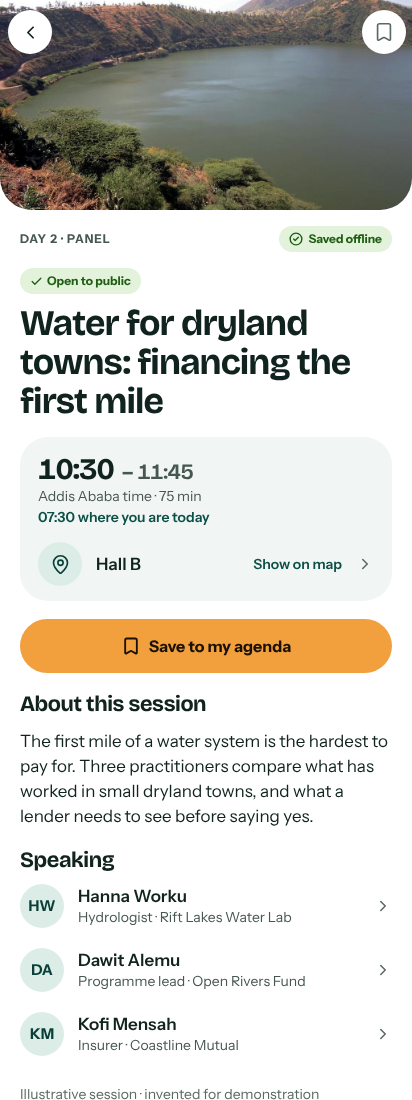 DAY 2 · PANEL
Saved offline
Open to public
Water for dryland
towns: financing the
first mile
10:30 – 11:45
Addis Ababa time · 75 min
07:30 where you are today
Hall B
Show on map
Save to my agenda
About this session
The first mile of a water system is the hardest to
pay for. Three practitioners compare what has
worked in small dryland towns, and what a
lender needs to see before saying yes.
Speaking
HW
Hanna Worku
Hydrologist · Rift Lakes Water Lab
DA
Dawit Alemu
Programme lead · Open Rivers Fund
KM
Kofi Mensah
Insurer · Coastline Mutual
Illustrative session · invented for demonstration